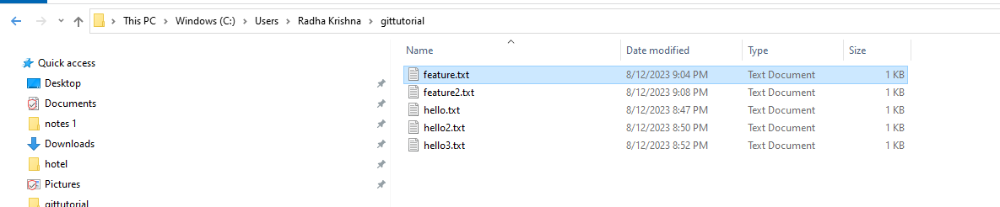 This PC > Windows (C:) > Users > Radha Krishna > gittutorial
Quick access
Desktop
Documents
notes 1
Downloads
hotel
Pictures
gittutorial
Name Date modified Type Size
feature.txt 8/12/2023 9:04 PM Text Document 1 KB
feature2.txt 8/12/2023 9:08 PM Text Document 1 KB
hello.txt 8/12/2023 8:47 PM Text Document 1 KB
hello2.txt 8/12/2023 8:50 PM Text Document 1 KB
hello3.txt 8/12/2023 8:52 PM Text Document 1 KB